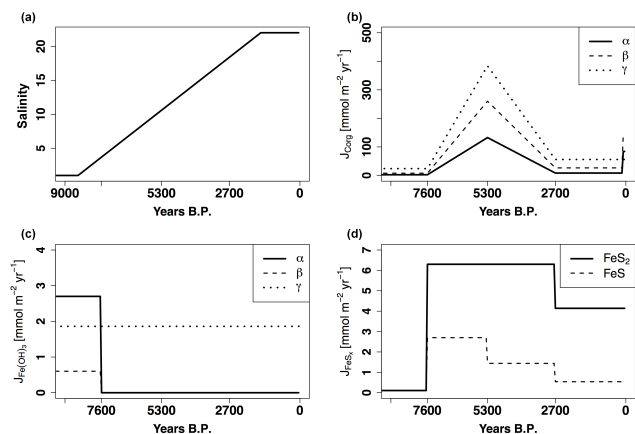 (a)
Salinity
20
15
10
5
9000 5300 2700 0
Years B.P.
(b)
J_Corg [mmol m⁻² yr⁻¹]
500
300
100
0
α
β
γ
7600 5300 2700 0
Years B.P.
(c)
J_Fe(OH)₃ [mmol m⁻² yr⁻¹]
4
3
2
1
0
α
β
γ
7600 5300 2700 0
Years B.P.
(d)
J_FeSₓ [mmol m⁻² yr⁻¹]
7
6
5
4
3
2
1
0
FeS₂
FeS
7600 5300 2700 0
Years B.P.